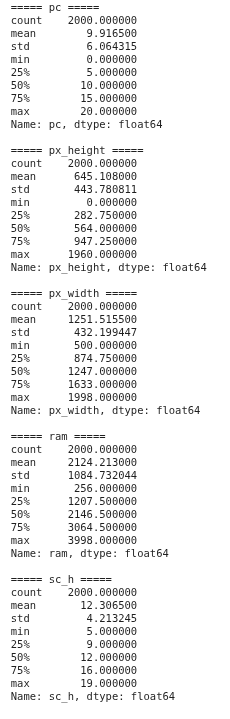 ===== pc =====
count    2000.000000
mean        9.916500
std         6.064315
min         0.000000
25%         5.000000
50%        10.000000
75%        15.000000
max        20.000000
Name: pc, dtype: float64

===== px_height =====
count    2000.000000
mean      645.108000
std       443.780811
min         0.000000
25%       282.750000
50%       564.000000
75%       947.250000
max      1960.000000
Name: px_height, dtype: float64

===== px_width =====
count    2000.000000
mean     1251.515500
std       432.199447
min       500.000000
25%       874.750000
50%      1247.000000
75%      1633.000000
max      1998.000000
Name: px_width, dtype: float64

===== ram =====
count    2000.000000
mean     2124.213000
std      1084.732044
min       256.000000
25%      1207.500000
50%      2146.500000
75%      3064.500000
max      3998.000000
Name: ram, dtype: float64

===== sc_h =====
count    2000.000000
mean       12.306500
std         4.213245
min         5.000000
25%         9.000000
50%        12.000000
75%        16.000000
max        19.000000
Name: sc_h, dtype: float64